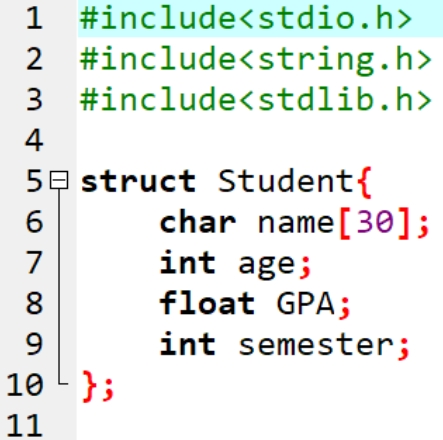 1 #include<stdio.h>
2 #include<string.h>
3 #include<stdlib.h>
4
5 struct Student{
6     char name[30];
7     int age;
8     float GPA;
9     int semester;
10 };
11